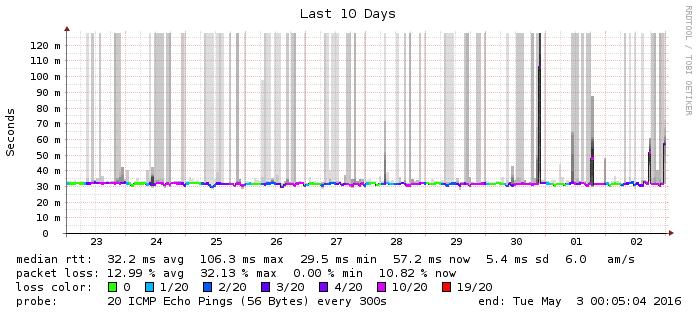 Last 10 Days
RRDTOOL / TOBI OETIKER
Seconds
120 m
110 m
100 m
90 m
80 m
70 m
60 m
50 m
40 m
30 m
20 m
10 m
0
23 24 25 26 27 28 29 30 01 02
median rtt: 32.2 ms avg 106.3 ms max 29.5 ms min 57.2 ms now 5.4 ms sd 6.0 am/s
packet loss: 12.99 % avg 32.13 % max 0.00 % min 10.82 % now
loss color: 0 1/20 2/20 3/20 4/20 10/20 19/20
probe: 20 ICMP Echo Pings (56 Bytes) every 300s end: Tue May 3 00:05:04 2016